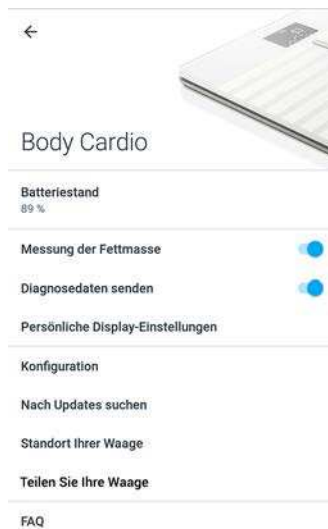 Body Cardio
Batteriestand
89 %
Messung der Fettmasse
Diagnosedaten senden
Persönliche Display-Einstellungen
Konfiguration
Nach Updates suchen
Standort Ihrer Waage
Teilen Sie Ihre Waage
FAQ